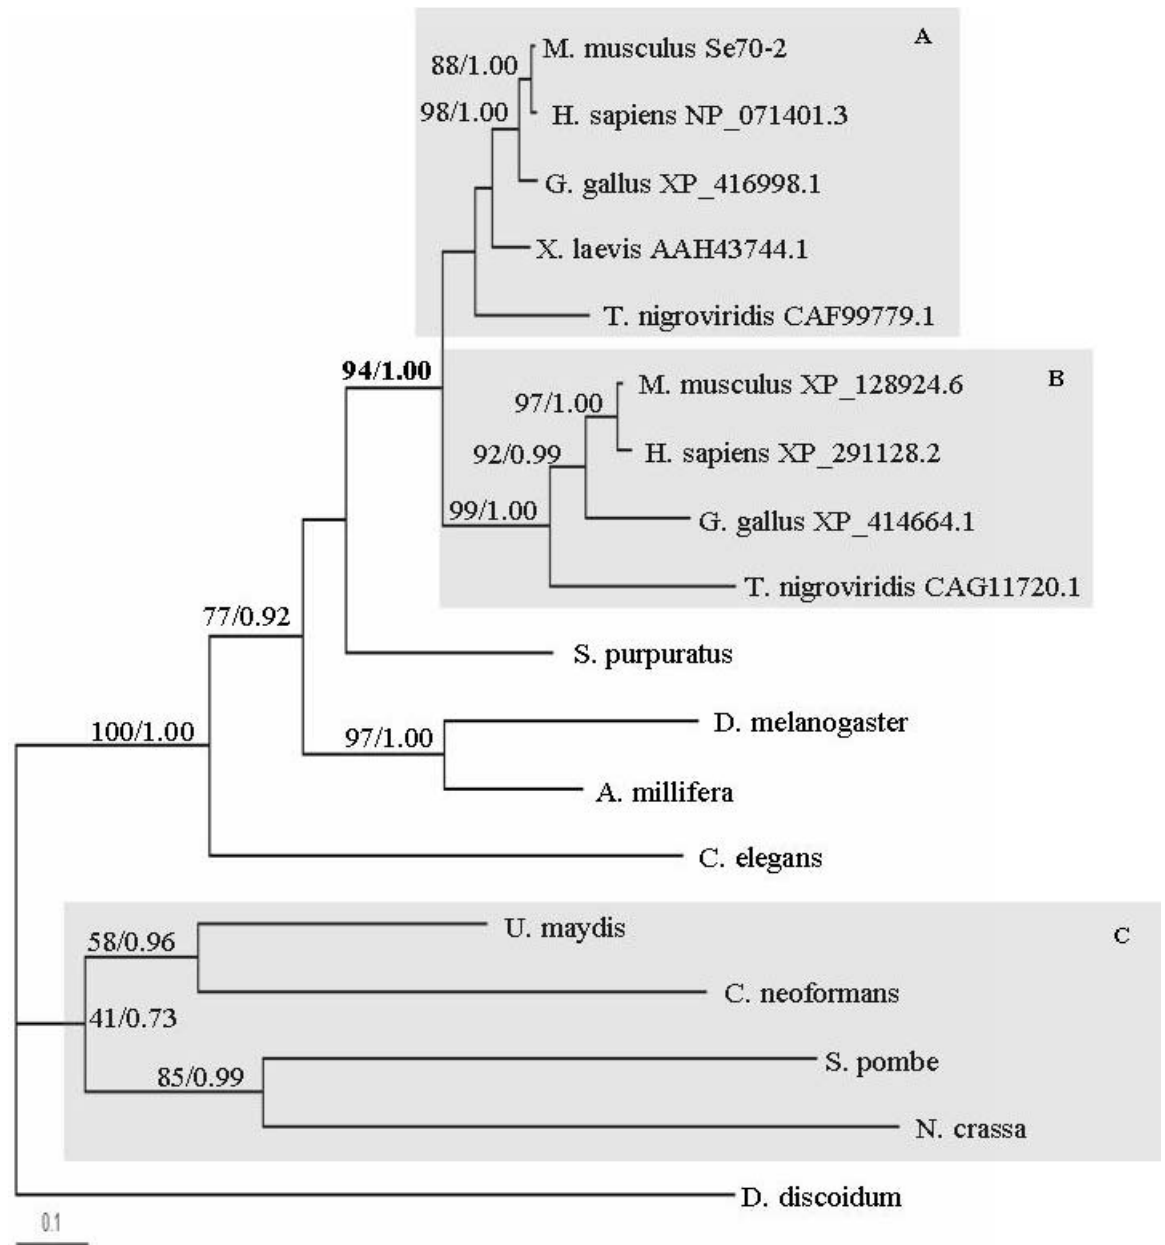 A
M. musculus Se70-2
88/1.00
98/1.00
H. sapiens NP_071401.3
G. gallus XP_416998.1
X. laevis AAH43744.1
T. nigroviridis CAF99779.1
94/1.00
B
M. musculus XP_128924.6
97/1.00
92/0.99
H. sapiens XP_291128.2
99/1.00
G. gallus XP_414664.1
T. nigroviridis CAG11720.1
77/0.92
S. purpuratus
100/1.00
97/1.00
D. melanogaster
A. millifera
C. elegans
U. maydis
C
58/0.96
C. neoformans
41/0.73
S. pombe
85/0.99
N. crassa
D. discoidum
0.1